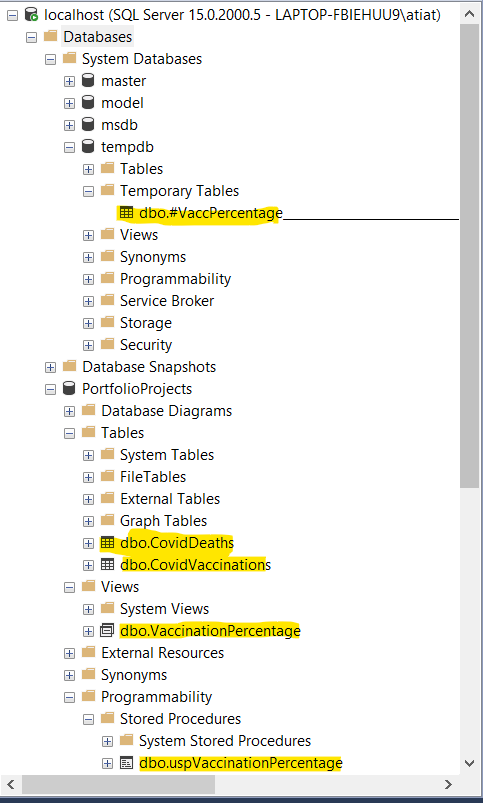 localhost (SQL Server 15.0.2000.5 - LAPTOP-FBIEHUU9\atiat)
Databases
System Databases
master
model
msdb
tempdb
Tables
Temporary Tables
dbo.#VaccPercentage______________________
Views
Synonyms
Programmability
Service Broker
Storage
Security
Database Snapshots
PortfolioProjects
Database Diagrams
Tables
System Tables
FileTables
External Tables
Graph Tables
dbo.CovidDeaths
dbo.CovidVaccinations
Views
System Views
dbo.VaccinationPercentage
External Resources
Synonyms
Programmability
Stored Procedures
System Stored Procedures
dbo.uspVaccinationPercentage